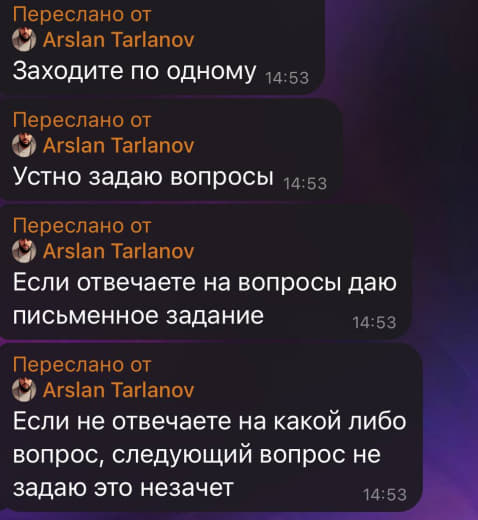 Переслано от
Arslan Tarlanov
Заходите по одному 14:53
Переслано от
Arslan Tarlanov
Устно задаю вопросы 14:53
Переслано от
Arslan Tarlanov
Если отвечаете на вопросы даю
письменное задание 14:53
Переслано от
Arslan Tarlanov
Если не отвечаете на какой либо
вопрос, следующий вопрос не
задаю это незачет 14:53